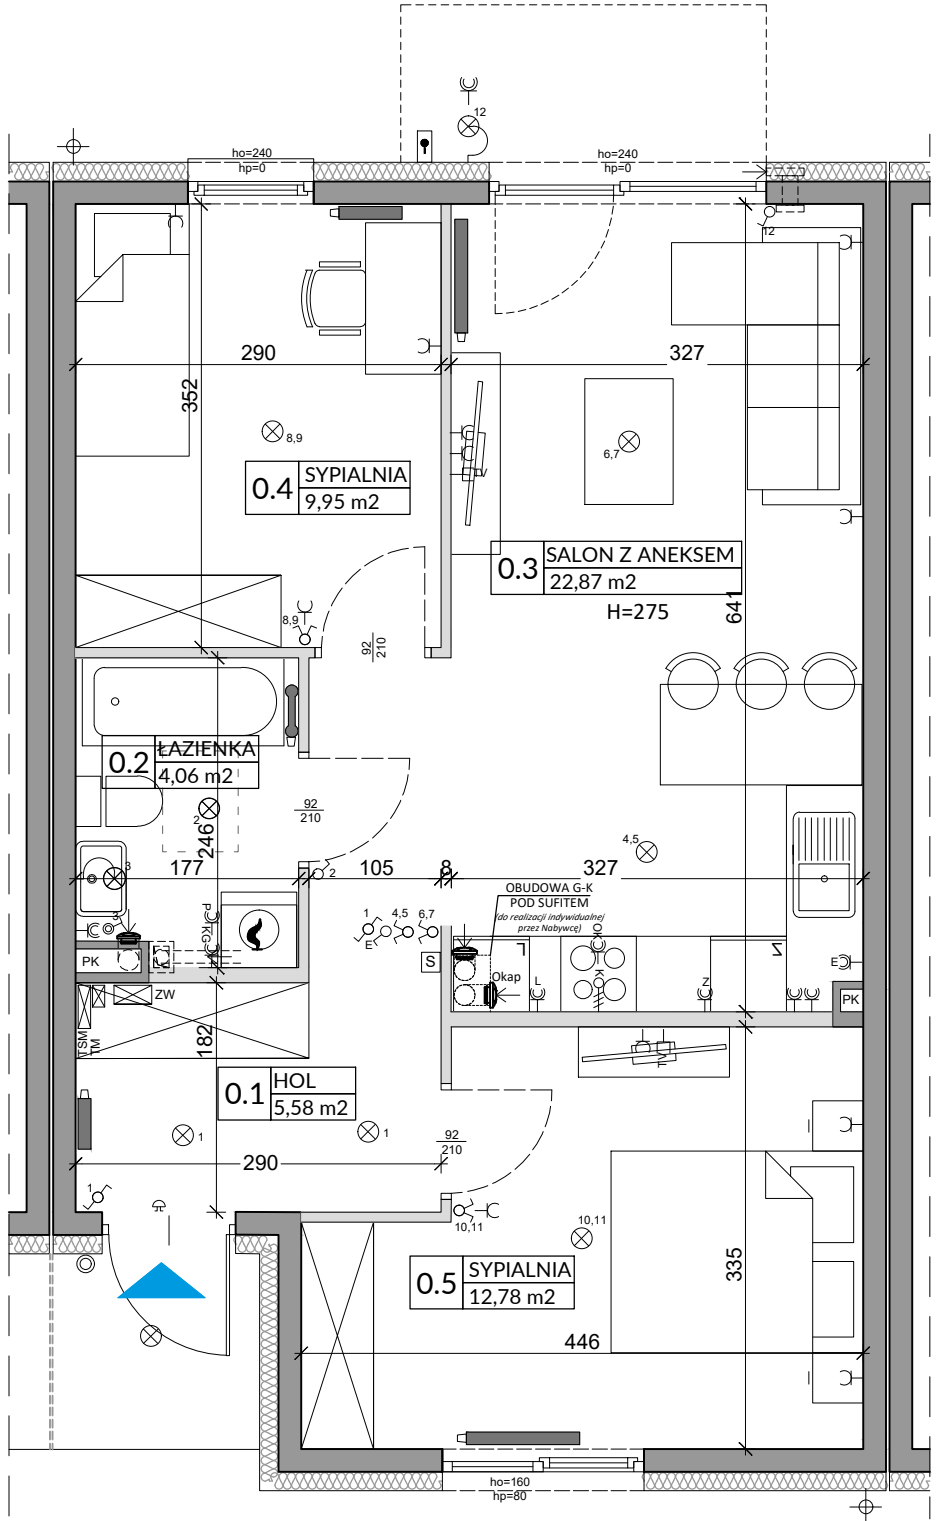 12
ho=240
hp=0
ho=240
hp=0
12
290
327
352
8,9
6,7
0.4
SYPIALNIA
9,95 m2
TV
0.3
SALON Z ANEKSEM
22,87 m2
H=275
641
8,9
92
210
0.2
ŁAZIENKA
4,06 m2
2
246
92
210
4,5
3
177
2
105
8
327
OBUDOWA G-K
POD SUFITEM
(do realizacji indywidualnej
przez Nabywcę)
3
P
KG
1
4,5
6,7
E
S
OK
PK
Okap
L
K
Z
E
PK
ZW
TSM
TM
182
TV
0.1
HOL
5,58 m2
1
1
92
210
290
1
10,11
10,11
0.5
SYPIALNIA
12,78 m2
335
446
ho=160
hp=80